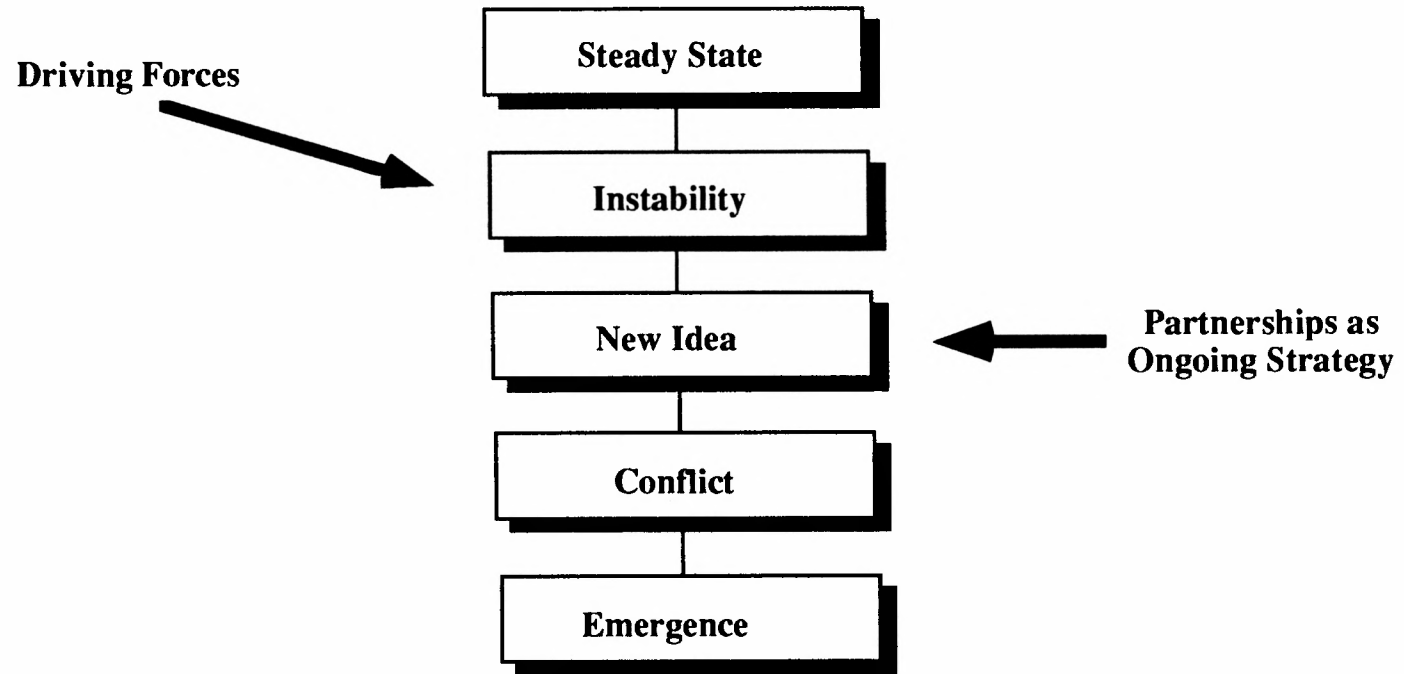 Steady State
Driving Forces
Instability
New Idea
Partnerships as
Ongoing Strategy
Conflict
Emergence